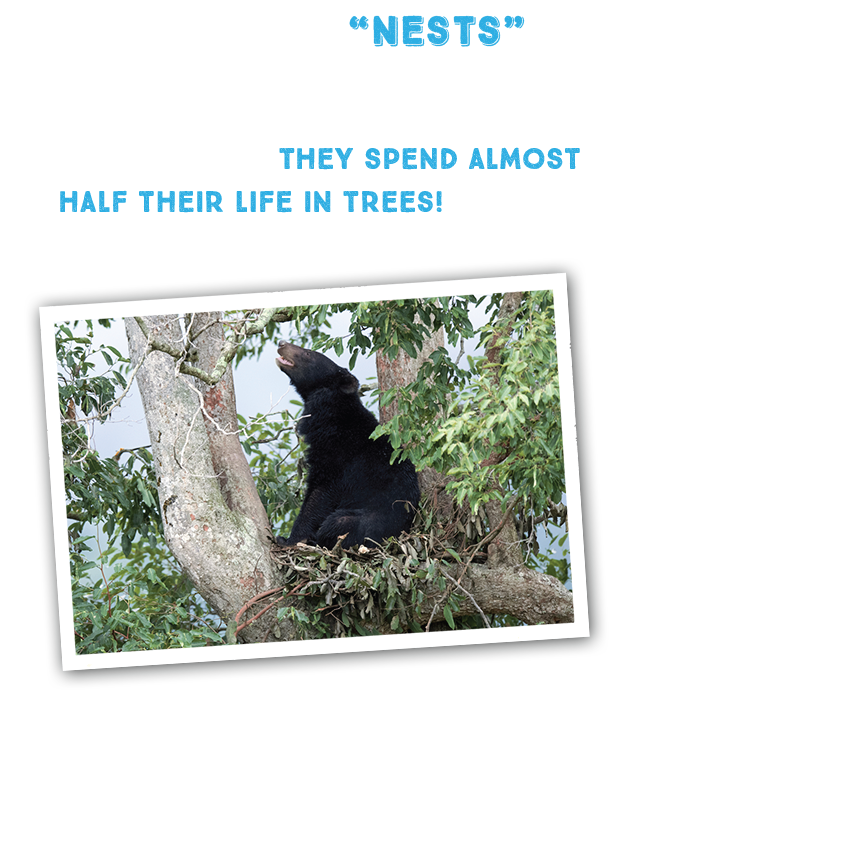 “NESTS”
THEY SPEND ALMOST
HALF THEIR LIFE IN TREES!